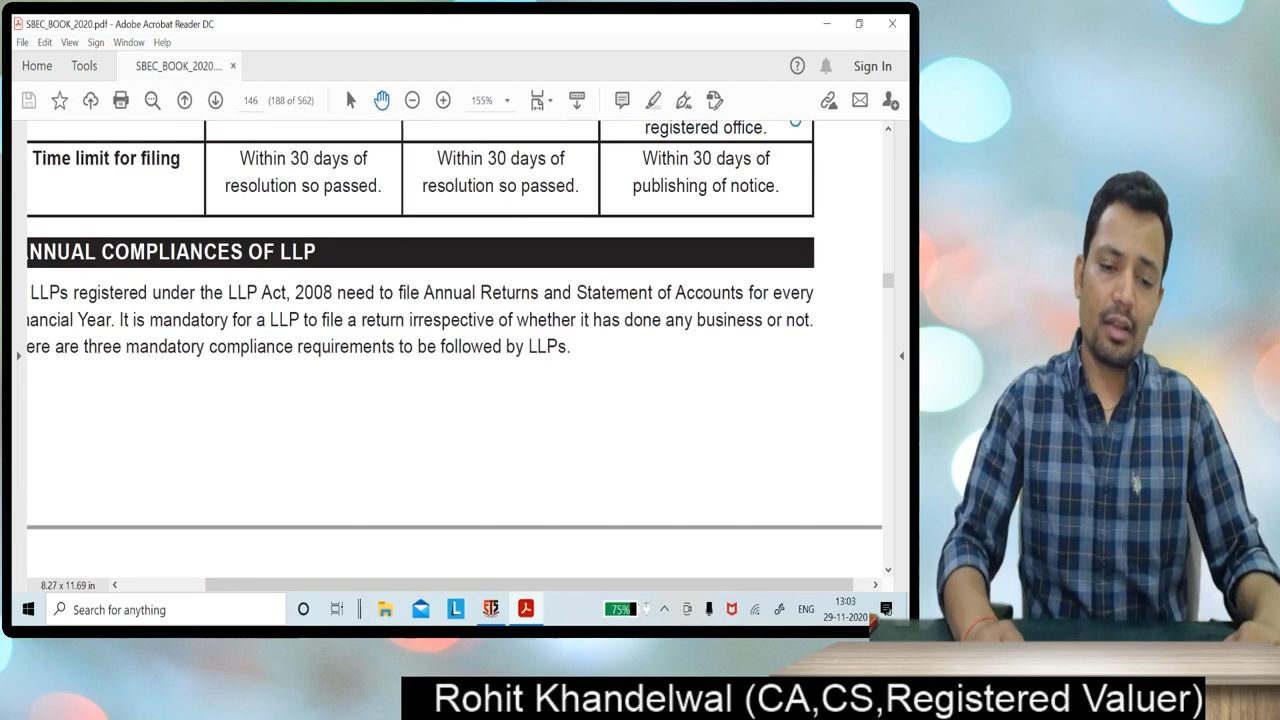 SBEC_BOOK_2020.pdf - Adobe Acrobat Reader DC
File Edit View Sign Window Help
Home Tools SBEC_BOOK_2020.... × Sign In
146 (188 of 562) 155%
registered office.
Time limit for filing
Within 30 days of
resolution so passed.
Within 30 days of
resolution so passed.
Within 30 days of
publishing of notice.
NNUAL COMPLIANCES OF LLP
LLPs registered under the LLP Act, 2008 need to file Annual Returns and Statement of Accounts for every
nancial Year. It is mandatory for a LLP to file a return irrespective of whether it has done any business or not.
ere are three mandatory compliance requirements to be followed by LLPs.
8.27 x 11.69 in
Search for anything
L
75%
ENG
13:03
29-11-2020
Rohit Khandelwal (CA,CS,Registered Valuer)